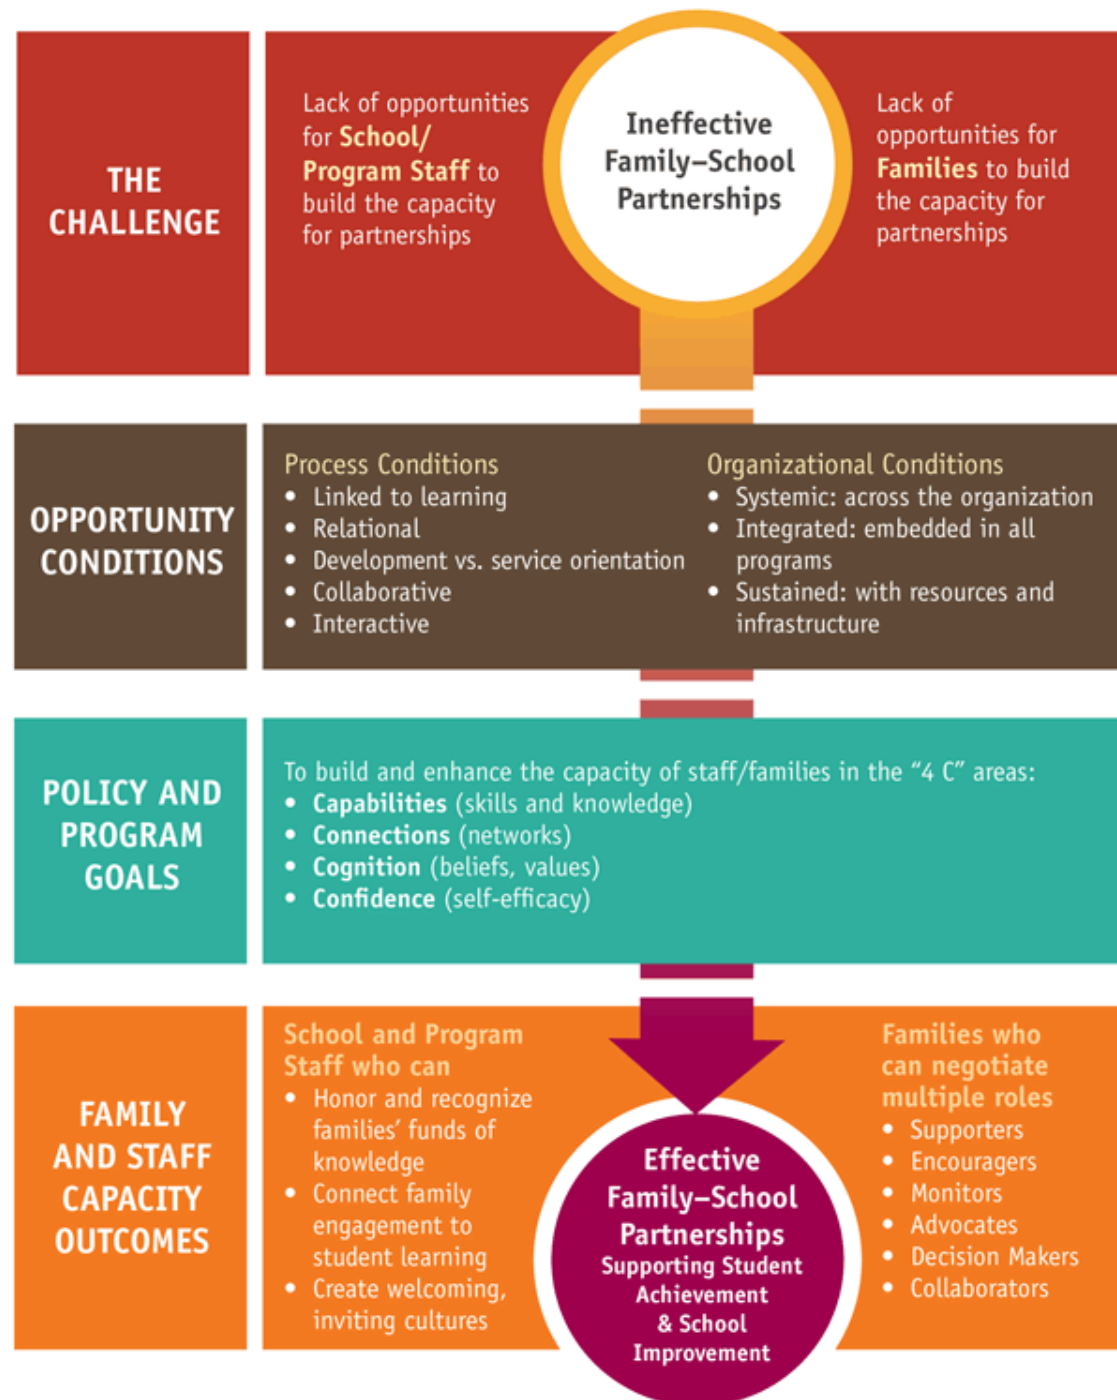 THE
CHALLENGE
Lack of opportunities
for School/
Program Staff to
build the capacity
for partnerships
Ineffective
Family–School
Partnerships
Lack of
opportunities for
Families to build
the capacity for
partnerships
OPPORTUNITY
CONDITIONS
Process Conditions
• Linked to learning
• Relational
• Development vs. service orientation
• Collaborative
• Interactive
Organizational Conditions
• Systemic: across the organization
• Integrated: embedded in all
programs
• Sustained: with resources and
infrastructure
POLICY AND
PROGRAM
GOALS
To build and enhance the capacity of staff/families in the “4 C” areas:
• Capabilities (skills and knowledge)
• Connections (networks)
• Cognition (beliefs, values)
• Confidence (self-efficacy)
FAMILY
AND STAFF
CAPACITY
OUTCOMES
School and Program
Staff who can
• Honor and recognize
families’ funds of
knowledge
• Connect family
engagement to
student learning
• Create welcoming,
inviting cultures
Effective
Family–School
Partnerships
Supporting Student
Achievement
& School
Improvement
Families who
can negotiate
multiple roles
• Supporters
• Encouragers
• Monitors
• Advocates
• Decision Makers
• Collaborators